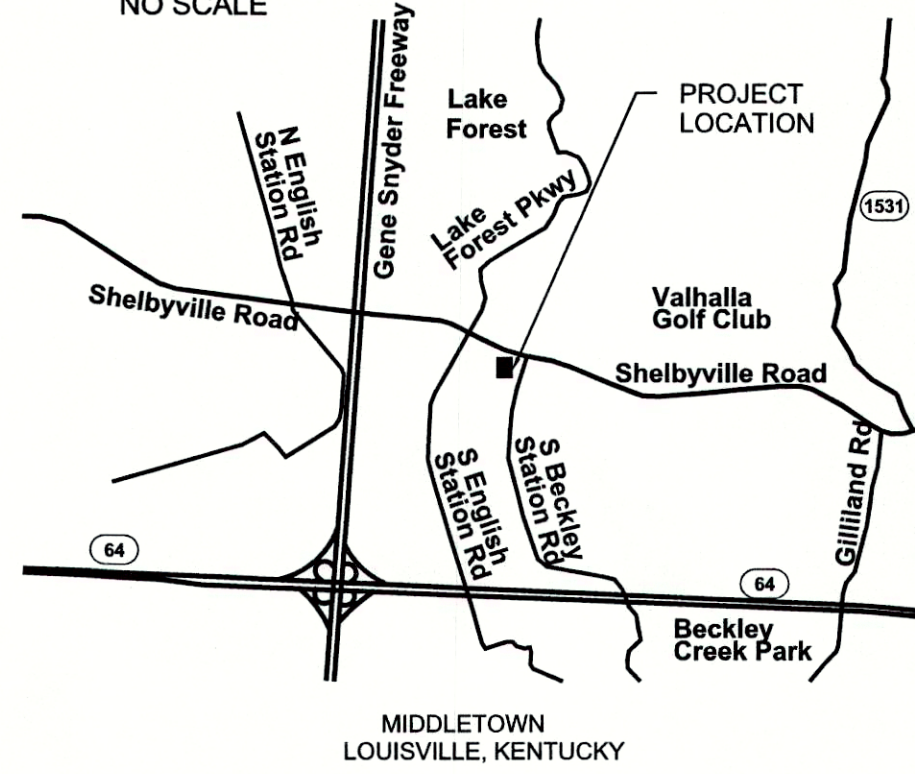 NO SCALE
Gene Snyder Freeway
Lake
Forest
PROJECT
LOCATION
N English
Station Rd
Lake
Forest Pkwy
1531
Shelbyville Road
Valhalla
Golf Club
Shelbyville Road
S English
Station Rd
S Beckley
Station Rd
Gilliland Rd
64
64
Beckley
Creek Park
MIDDLETOWN
LOUISVILLE, KENTUCKY